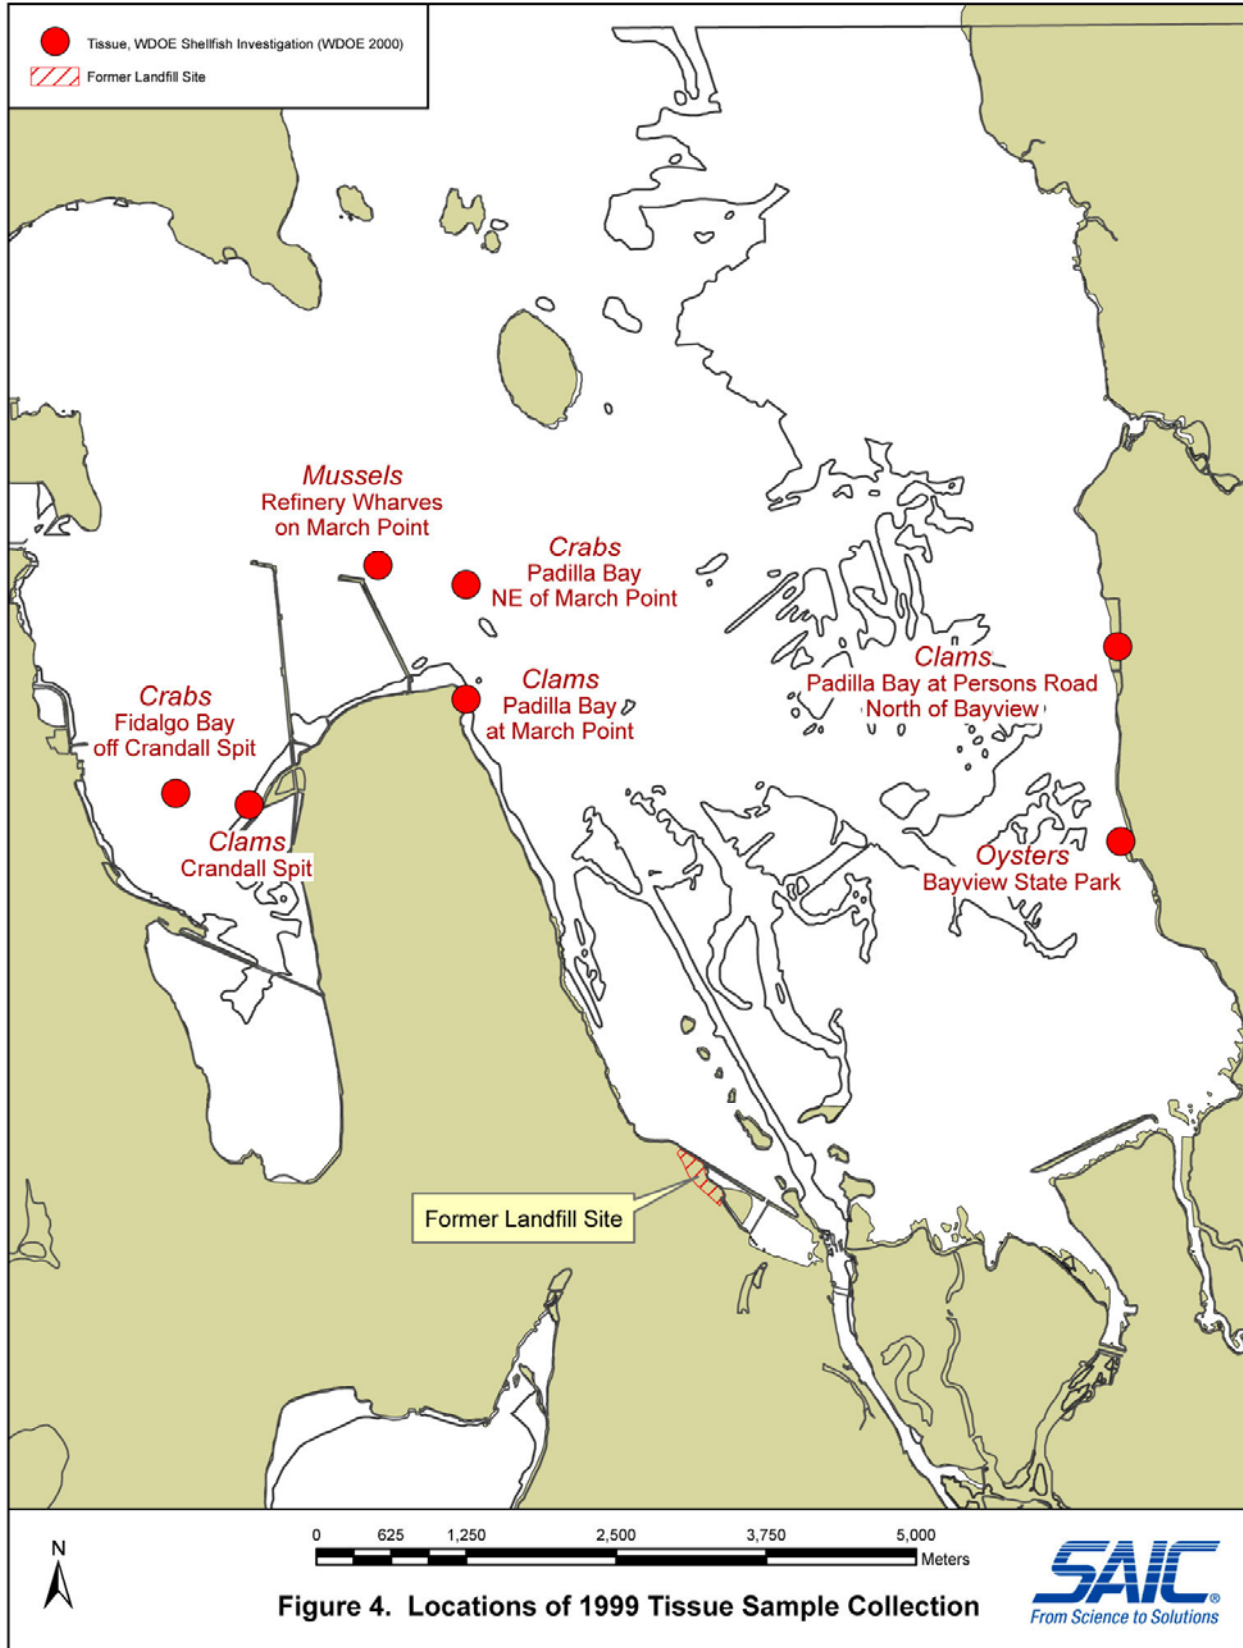 Tissue, WDOE Shellfish Investigation (WDOE 2000)
Former Landfill Site
Mussels
Refinery Wharves
on March Point
Crabs
Padilla Bay
NE of March Point
Clams
Padilla Bay at Persons Road
North of Bayview
Crabs
Fidalgo Bay
off Crandall Spit
Clams
Padilla Bay
at March Point
Clams
Crandall Spit
Oysters
Bayview State Park
Former Landfill Site
N
0 625 1,250 2,500 3,750 5,000
Meters
Figure 4. Locations of 1999 Tissue Sample Collection
SAIC®
From Science to Solutions